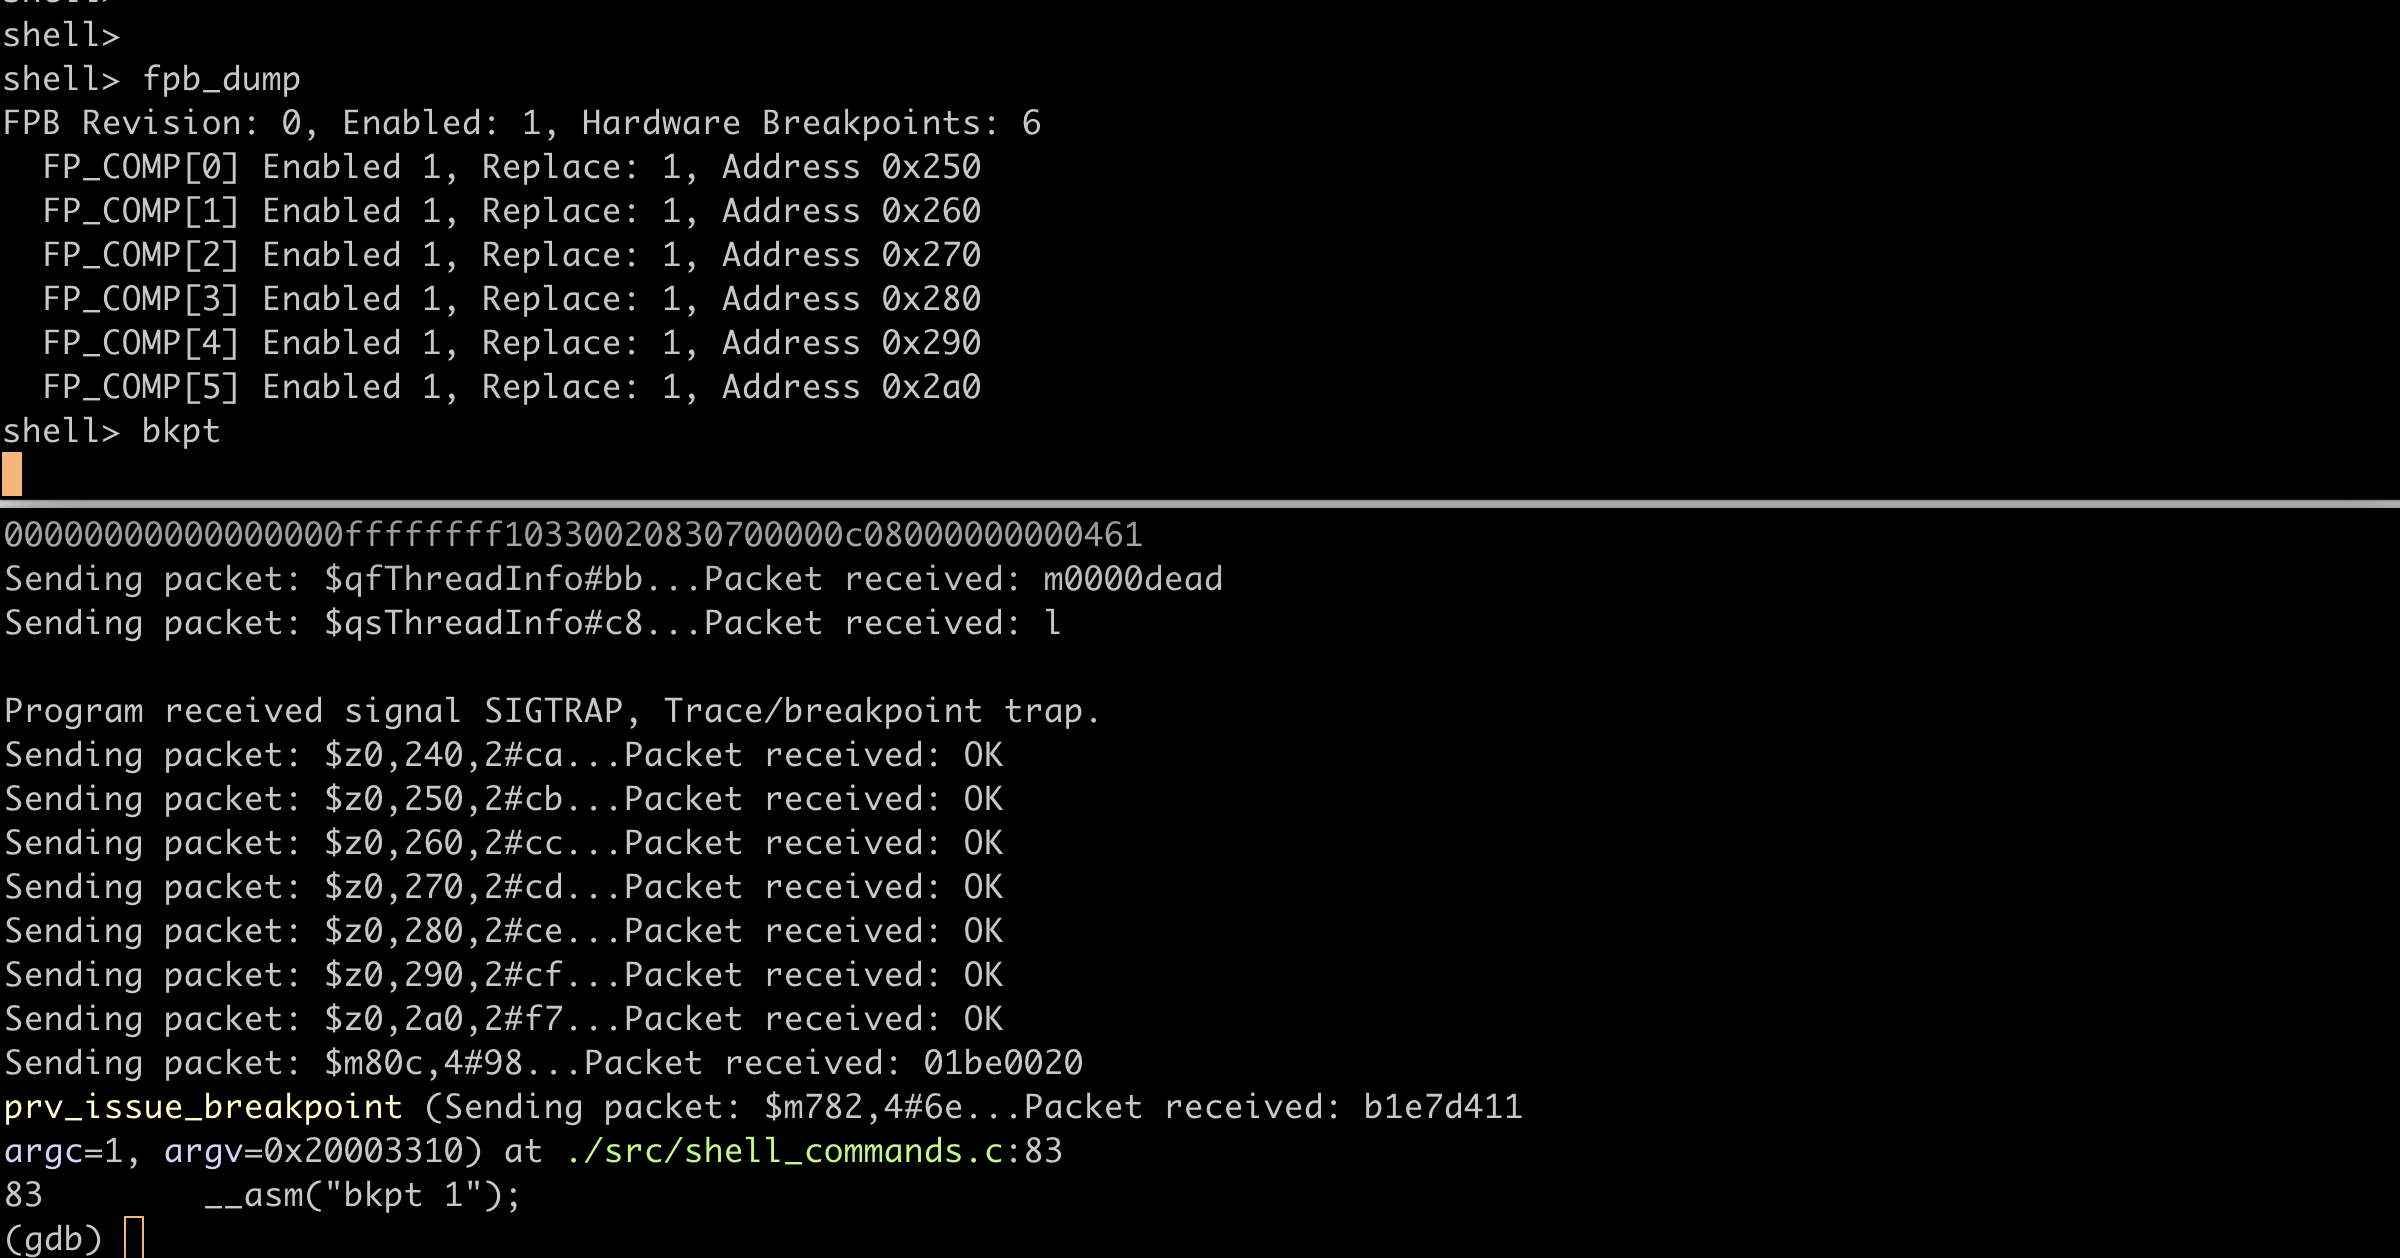 shell>
shell>
shell> fpb_dump
FPB Revision: 0, Enabled: 1, Hardware Breakpoints: 6
  FP_COMP[0] Enabled 1, Replace: 1, Address 0x250
  FP_COMP[1] Enabled 1, Replace: 1, Address 0x260
  FP_COMP[2] Enabled 1, Replace: 1, Address 0x270
  FP_COMP[3] Enabled 1, Replace: 1, Address 0x280
  FP_COMP[4] Enabled 1, Replace: 1, Address 0x290
  FP_COMP[5] Enabled 1, Replace: 1, Address 0x2a0
shell> bkpt
00000000000000000ffffffff10330020830700000c08000000000461
Sending packet: $qfThreadInfo#bb...Packet received: m0000dead
Sending packet: $qsThreadInfo#c8...Packet received: l

Program received signal SIGTRAP, Trace/breakpoint trap.
Sending packet: $z0,240,2#ca...Packet received: OK
Sending packet: $z0,250,2#cb...Packet received: OK
Sending packet: $z0,260,2#cc...Packet received: OK
Sending packet: $z0,270,2#cd...Packet received: OK
Sending packet: $z0,280,2#ce...Packet received: OK
Sending packet: $z0,290,2#cf...Packet received: OK
Sending packet: $z0,2a0,2#f7...Packet received: OK
Sending packet: $m80c,4#98...Packet received: 01be0020
prv_issue_breakpoint (Sending packet: $m782,4#6e...Packet received: b1e7d411
argc=1, argv=0x20003310) at ./src/shell_commands.c:83
83        __asm("bkpt 1");
(gdb)